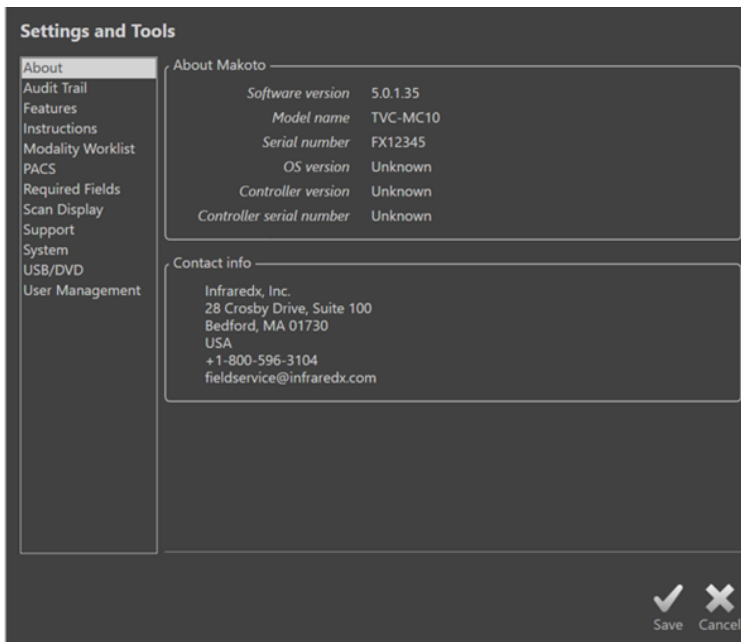 Settings and Tools
About
Audit Trail
Features
Instructions
Modality Worklist
PACS
Required Fields
Scan Display
Support
System
USB/DVD
User Management
About Makoto
Software version 5.0.1.35
Model name TVC-MC10
Serial number FX12345
OS version Unknown
Controller version Unknown
Controller serial number Unknown
Contact info
Infraredx, Inc.
28 Crosby Drive, Suite 100
Bedford, MA 01730
USA
+1-800-596-3104
fieldservice@infraredx.com
Save Cancel